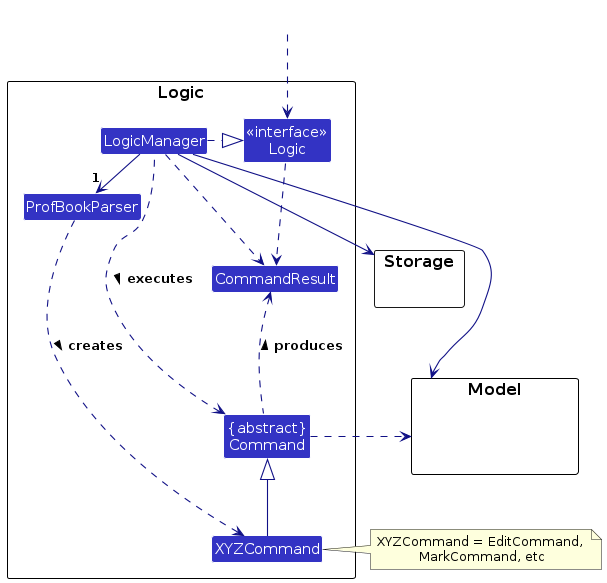 Logic
LogicManager
«interface»
Logic
1
ProfBookParser
Storage
executes
CommandResult
creates
produces
Model
{abstract}
Command
XYZCommand
XYZCommand = EditCommand,
MarkCommand, etc